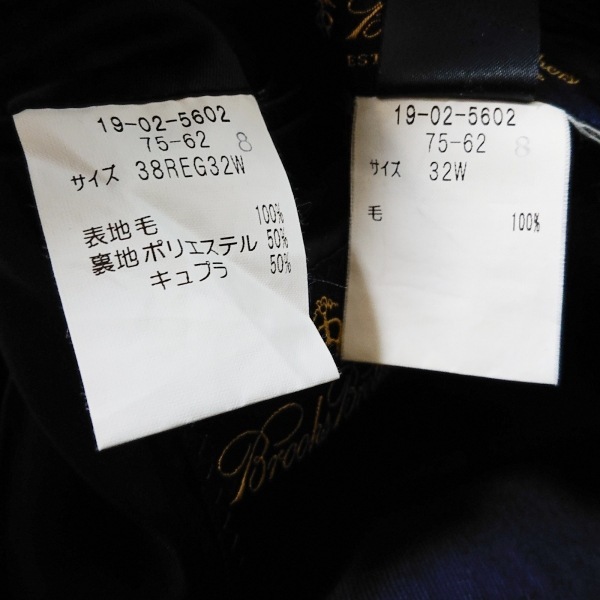 19-02-5602
75-62 8
サイズ 38REG32W
表地毛 100%
裏地ポリエステル 50%
キュプラ 50%
19-02-5602
75-62 8
サイズ 32W
毛 100%
Brooks